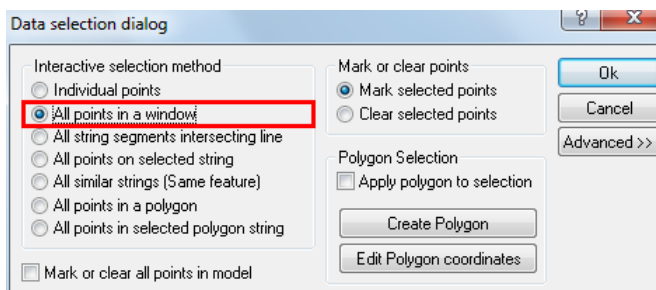 Data selection dialog
Interactive selection method
Individual points
All points in a window
All string segments intersecting line
All points on selected string
All similar strings (Same feature)
All points in a polygon
All points in selected polygon string
Mark or clear all points in model
Mark or clear points
Mark selected points
Clear selected points
Polygon Selection
Apply polygon to selection
Create Polygon
Edit Polygon coordinates
Ok
Cancel
Advanced >>